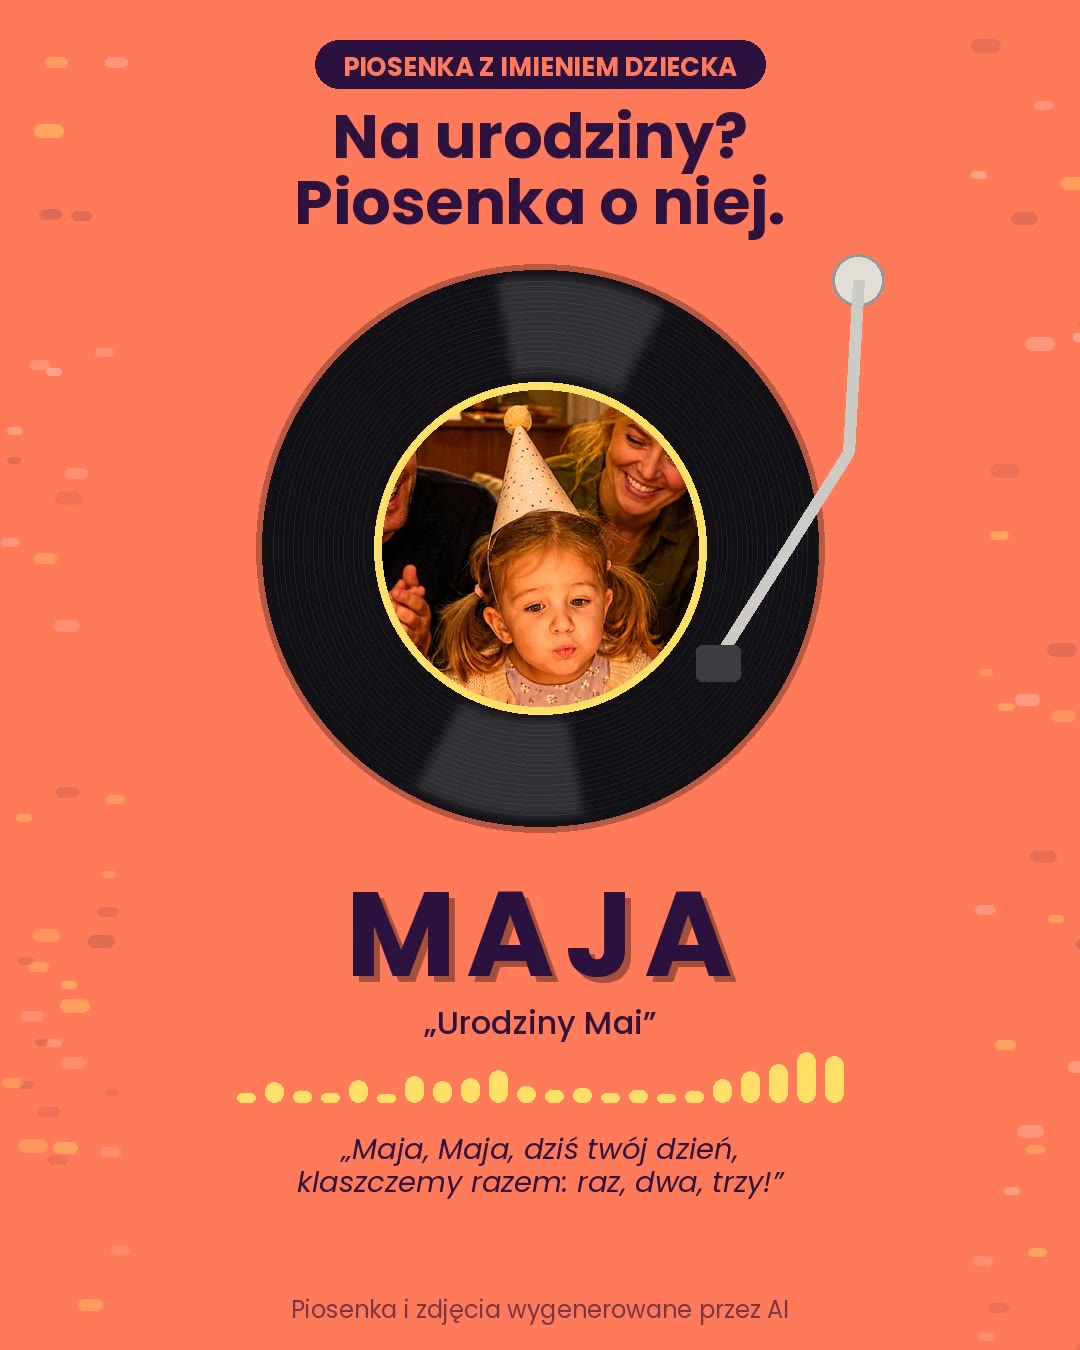 PIOSENKA Z IMIENIEM DZIECKA
Na urodziny?
Piosenka o niej.
MAJA
„Urodziny Mai”
„Maja, Maja, dziś twój dzień,
klaszczemy razem: raz, dwa, trzy!”
Piosenka i zdjęcia wygenerowane przez AI